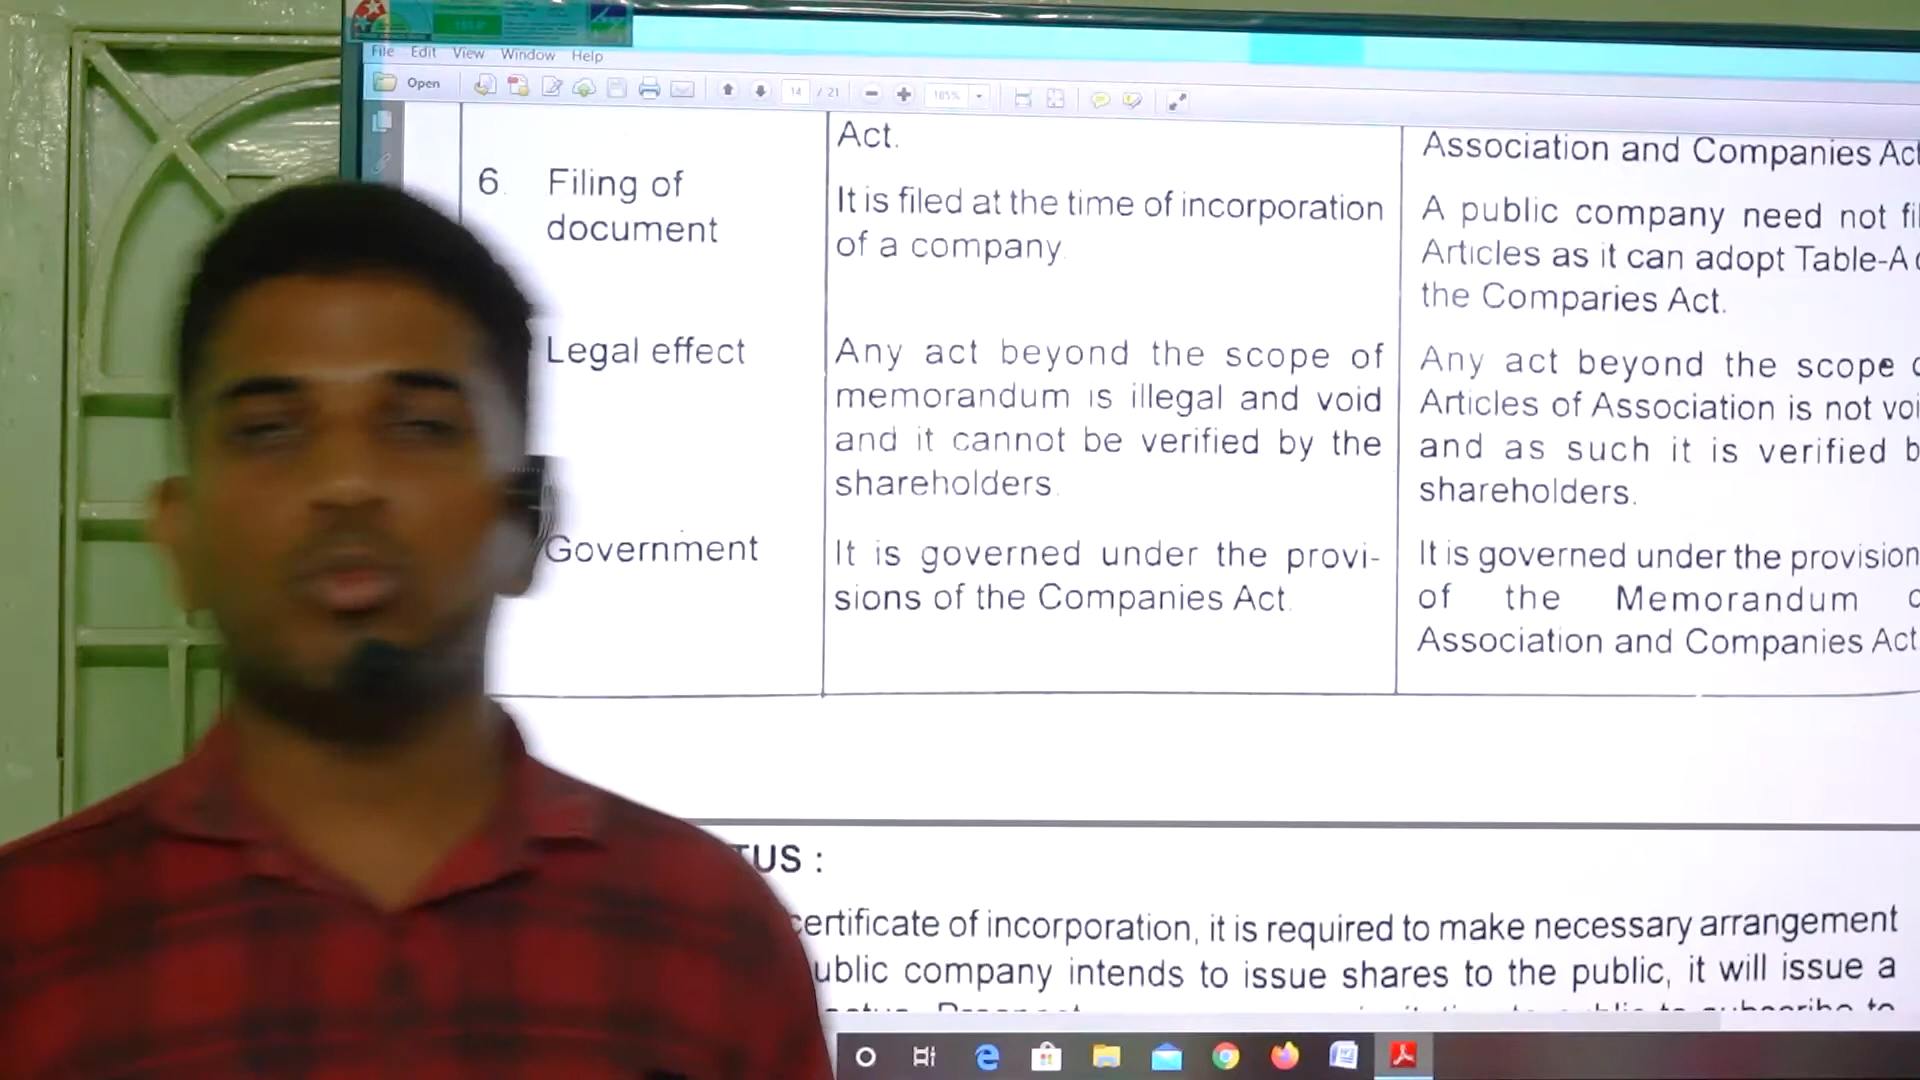 File Edit View Window Help
Open 14 / 21 185%
Act.
Association and Companies
6. Filing of
document
It is filed at the time of incorporation
of a company.
A public company need not
Articles as it can adopt Table-A
the Comparies Act.
Legal effect
Any act beyond the scope of
memorandum is illegal and void
and it cannot be verified by the
shareholders.
Any act beyond the scope
Articles of Association is not
and as such it is verified
shareholders.
Government
It is governed under the provi-
sions of the Companies Act.
It is governed under the
of the Memorandum
Association and Companies Act
TUS :
certificate of incorporation, it is required to make necessary arrangement
ublic company intends to issue shares to the public, it will issue a